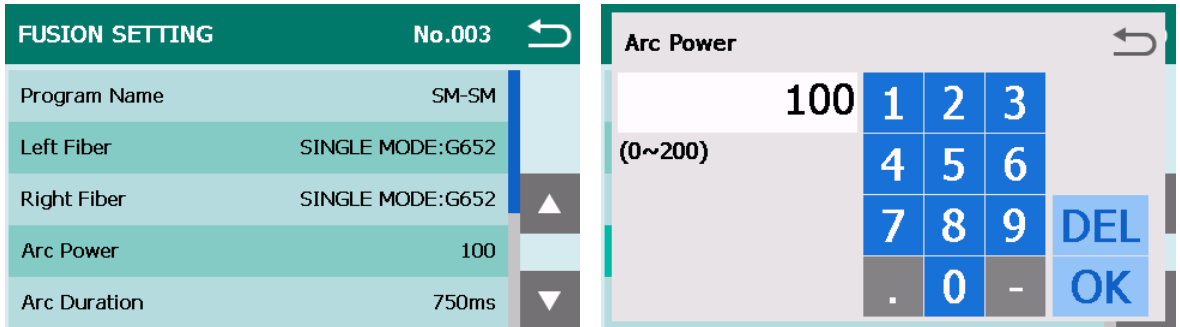 FUSION SETTING No.003
Program Name SM-SM
Left Fiber SINGLE MODE:G652
Right Fiber SINGLE MODE:G652
Arc Power 100
Arc Duration 750ms
Arc Power
100
(0~200)
1 2 3
4 5 6
7 8 9 DEL
. 0 - OK